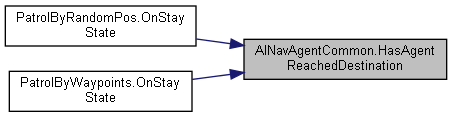 PatrolByRandomPos.OnStay
State
AINavAgentCommon.HasAgent
ReachedDestination
PatrolByWaypoints.OnStay
State